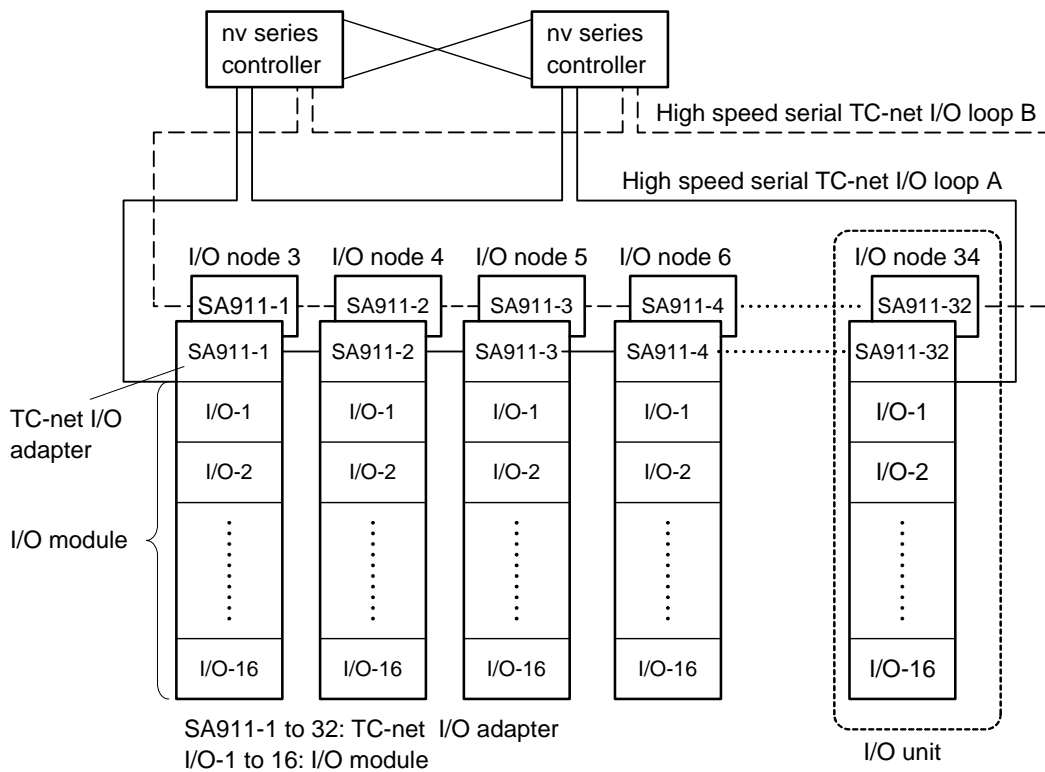 nv series
controller
nv series
controller
High speed serial TC-net I/O loop B
High speed serial TC-net I/O loop A
I/O node 3
I/O node 4
I/O node 5
I/O node 6
I/O node 34
SA911-1
SA911-2
SA911-3
SA911-4
SA911-32
SA911-1
SA911-2
SA911-3
SA911-4
SA911-32
TC-net I/O
adapter
I/O-1
I/O-1
I/O-1
I/O-1
I/O-1
I/O-2
I/O-2
I/O-2
I/O-2
I/O-2
I/O module
I/O-16
I/O-16
I/O-16
I/O-16
I/O-16
SA911-1 to 32: TC-net I/O adapter
I/O-1 to 16: I/O module
I/O unit